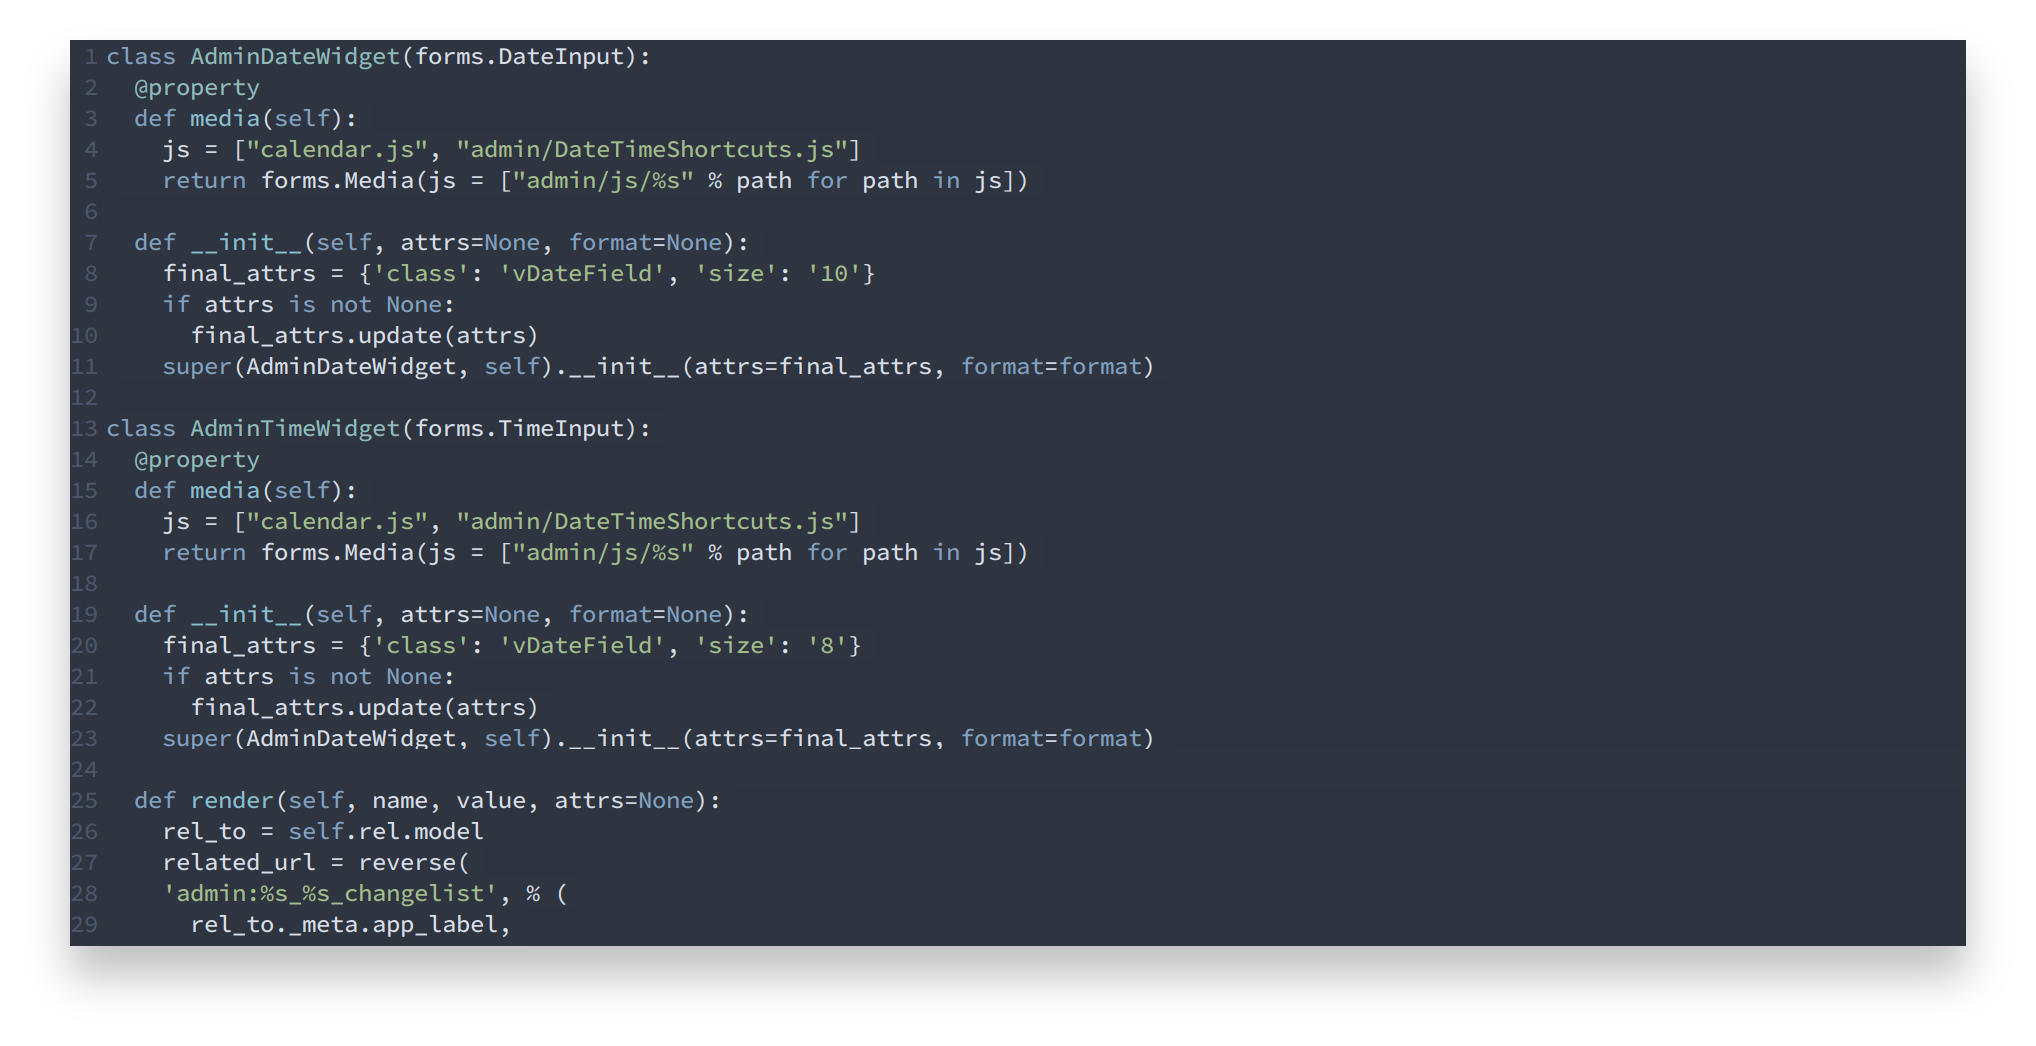 1 class AdminDateWidget(forms.DateInput):
2   @property
3   def media(self):
4     js = ["calendar.js", "admin/DateTimeShortcuts.js"]
5     return forms.Media(js = ["admin/js/%s" % path for path in js])
6
7   def __init__(self, attrs=None, format=None):
8     final_attrs = {'class': 'vDateField', 'size': '10'}
9     if attrs is not None:
10       final_attrs.update(attrs)
11     super(AdminDateWidget, self).__init__(attrs=final_attrs, format=format)
12
13 class AdminTimeWidget(forms.TimeInput):
14   @property
15   def media(self):
16     js = ["calendar.js", "admin/DateTimeShortcuts.js"]
17     return forms.Media(js = ["admin/js/%s" % path for path in js])
18
19   def __init__(self, attrs=None, format=None):
20     final_attrs = {'class': 'vDateField', 'size': '8'}
21     if attrs is not None:
22       final_attrs.update(attrs)
23     super(AdminDateWidget, self).__init__(attrs=final_attrs, format=format)
24
25   def render(self, name, value, attrs=None):
26     rel_to = self.rel.model
27     related_url = reverse(
28     'admin:%s_%s_changelist', % (
29       rel_to._meta.app_label,